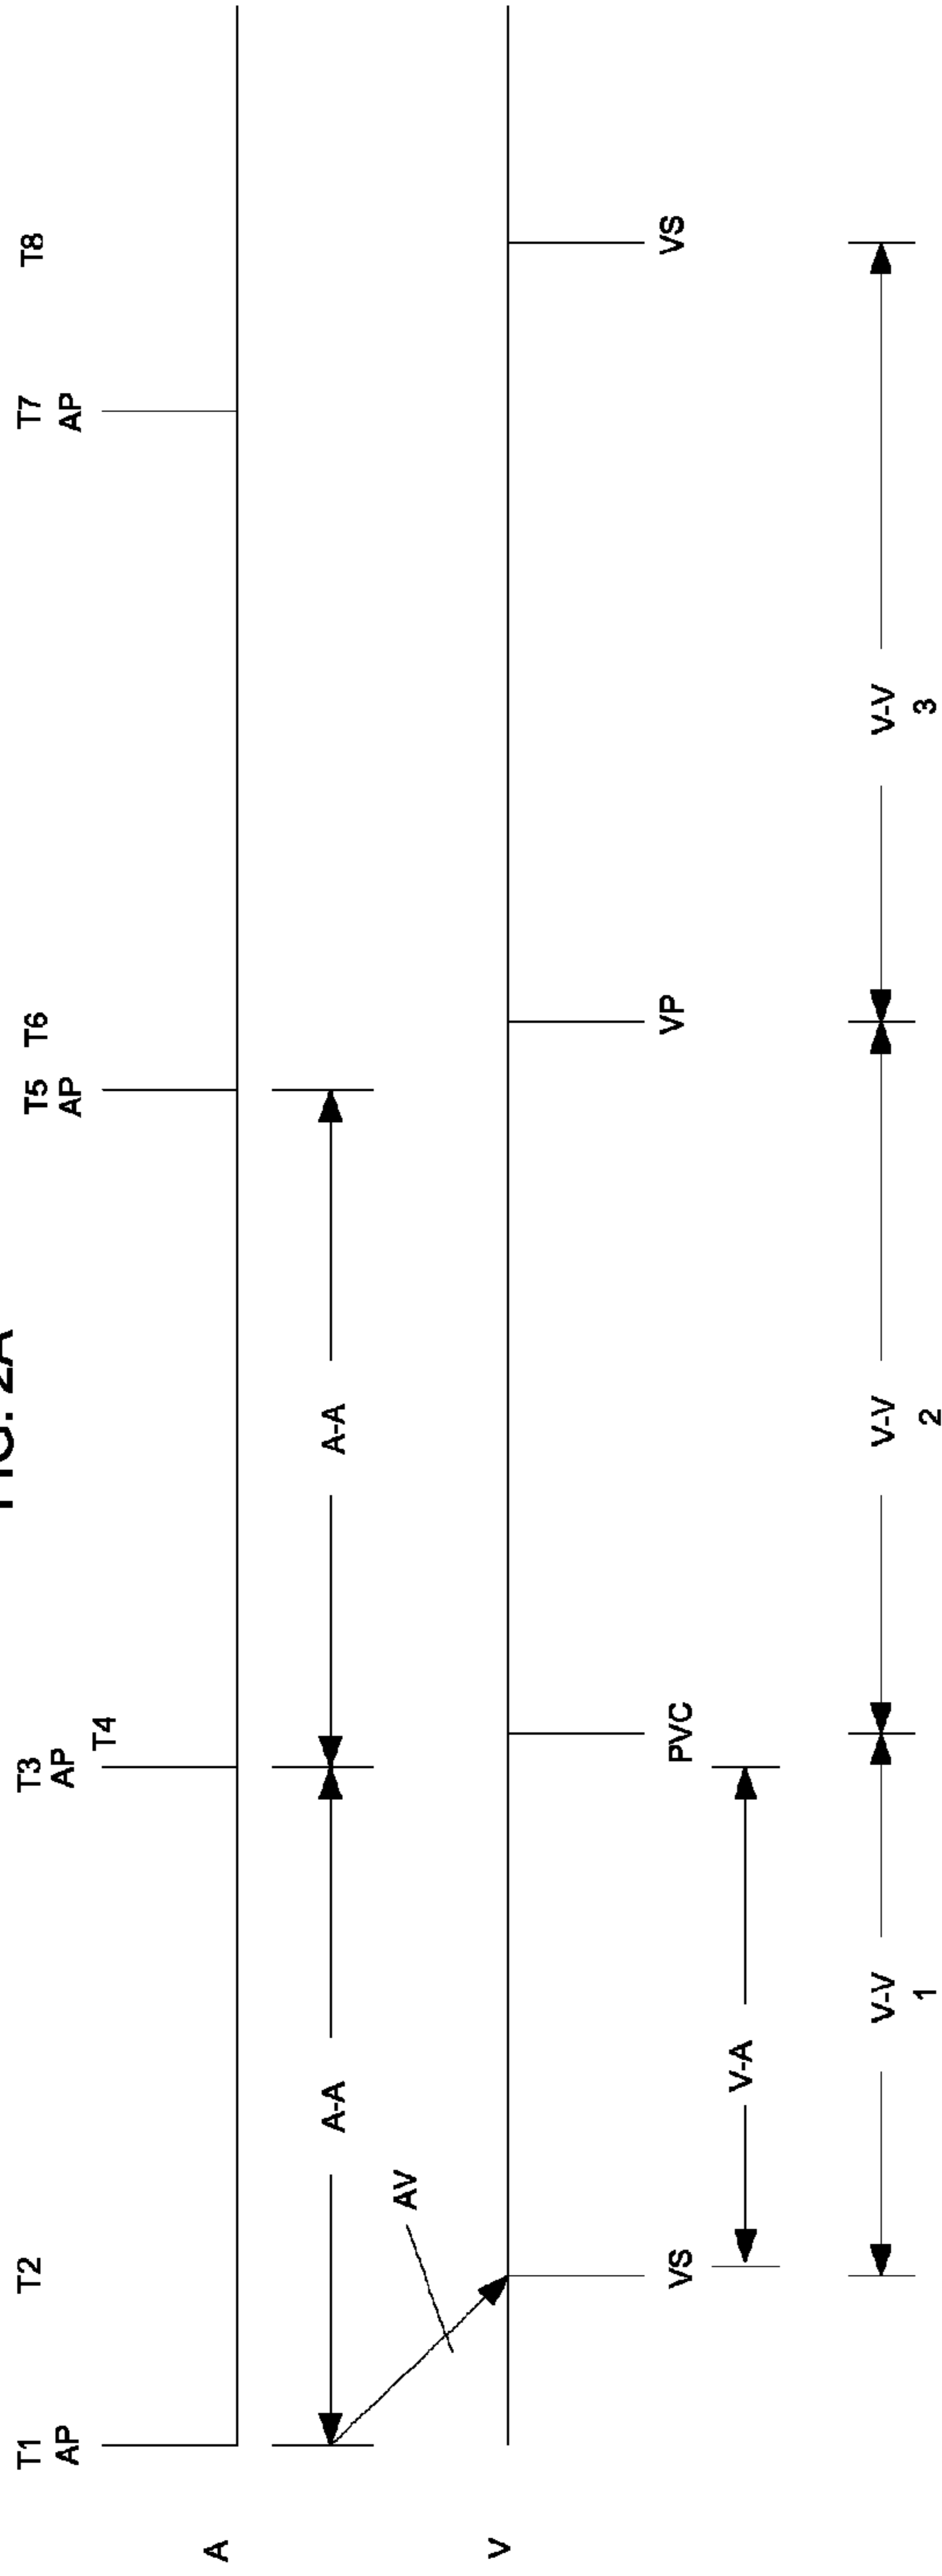 FIG. 2A
T1 T2 T3 T5 T6 T7 T8
AP AP AP AP
T4
A
A-A A-A
AV
V
VS PVC VP VS
V-A
V-V V-V V-V
1 2 3